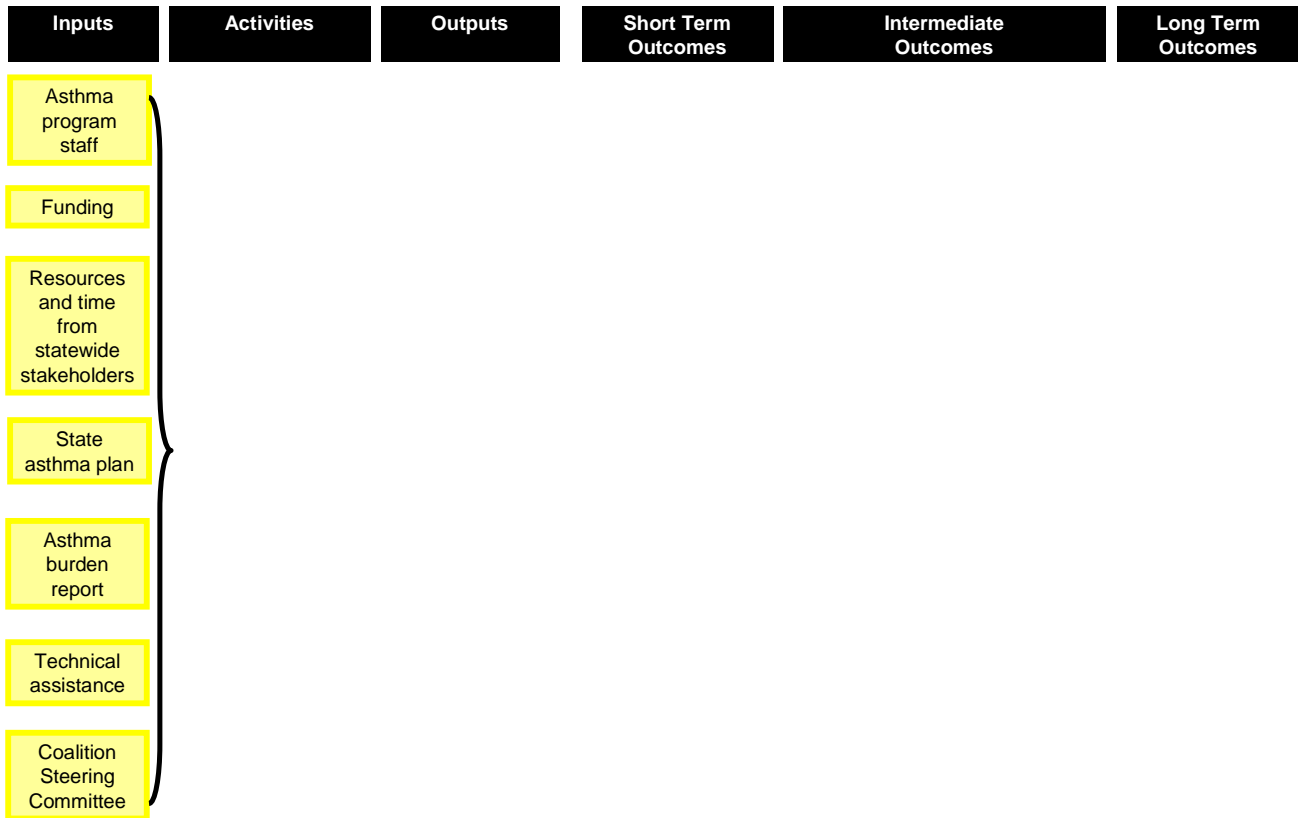 Inputs
Activities
Outputs
Short Term
Outcomes
Intermediate
Outcomes
Long Term
Outcomes
Asthma
program
staff
Funding
Resources
and time
from
statewide
stakeholders
State
asthma plan
Asthma
burden
report
Technical
assistance
Coalition
Steering
Committee